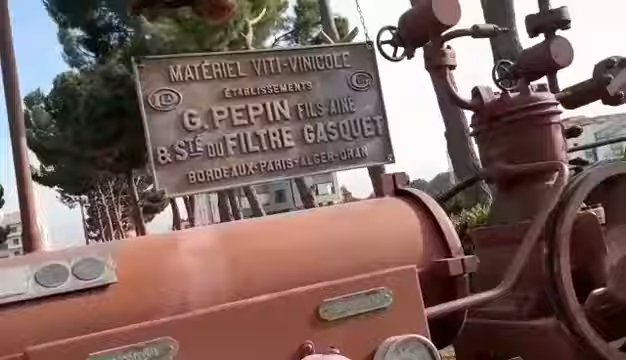 MATÉRIEL VITI-VINICOLE
ÉTABLISSEMENTS
G. PEPIN FILS AINÉ
& STÉ DU FILTRE GASQUET
BORDEAUX-PARIS-ALGER-ORAN